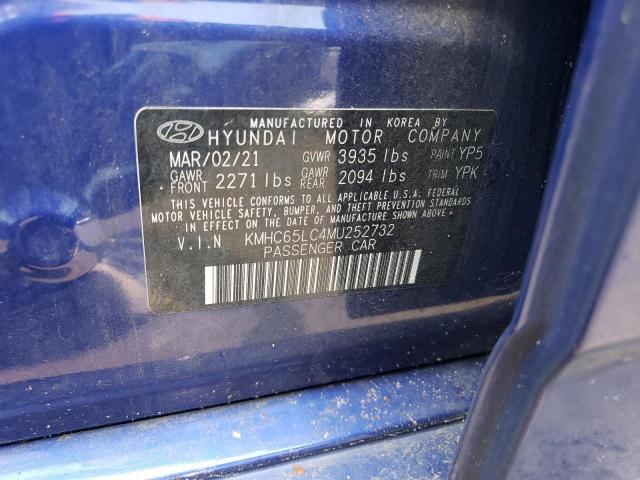 MANUFACTURED IN KOREA BY
HYUNDAI MOTOR COMPANY
MAR/02/21 GVWR 3935 lbs PAINT YP5
GAWR FRONT 2271 lbs GAWR REAR 2094 lbs TRIM YPK
THIS CAR CONFORMS TO ALL APPLICABLE U.S.A. FEDERAL
MOTOR VEHICLE SAFETY, BUMPER, AND THEFT PREVENTION STANDARDS
IN EFFECT ON THE DATE OF MANUFACTURE SHOWN ABOVE.
V.I.N KMHC65LC4MU252732
PASSENGER CAR